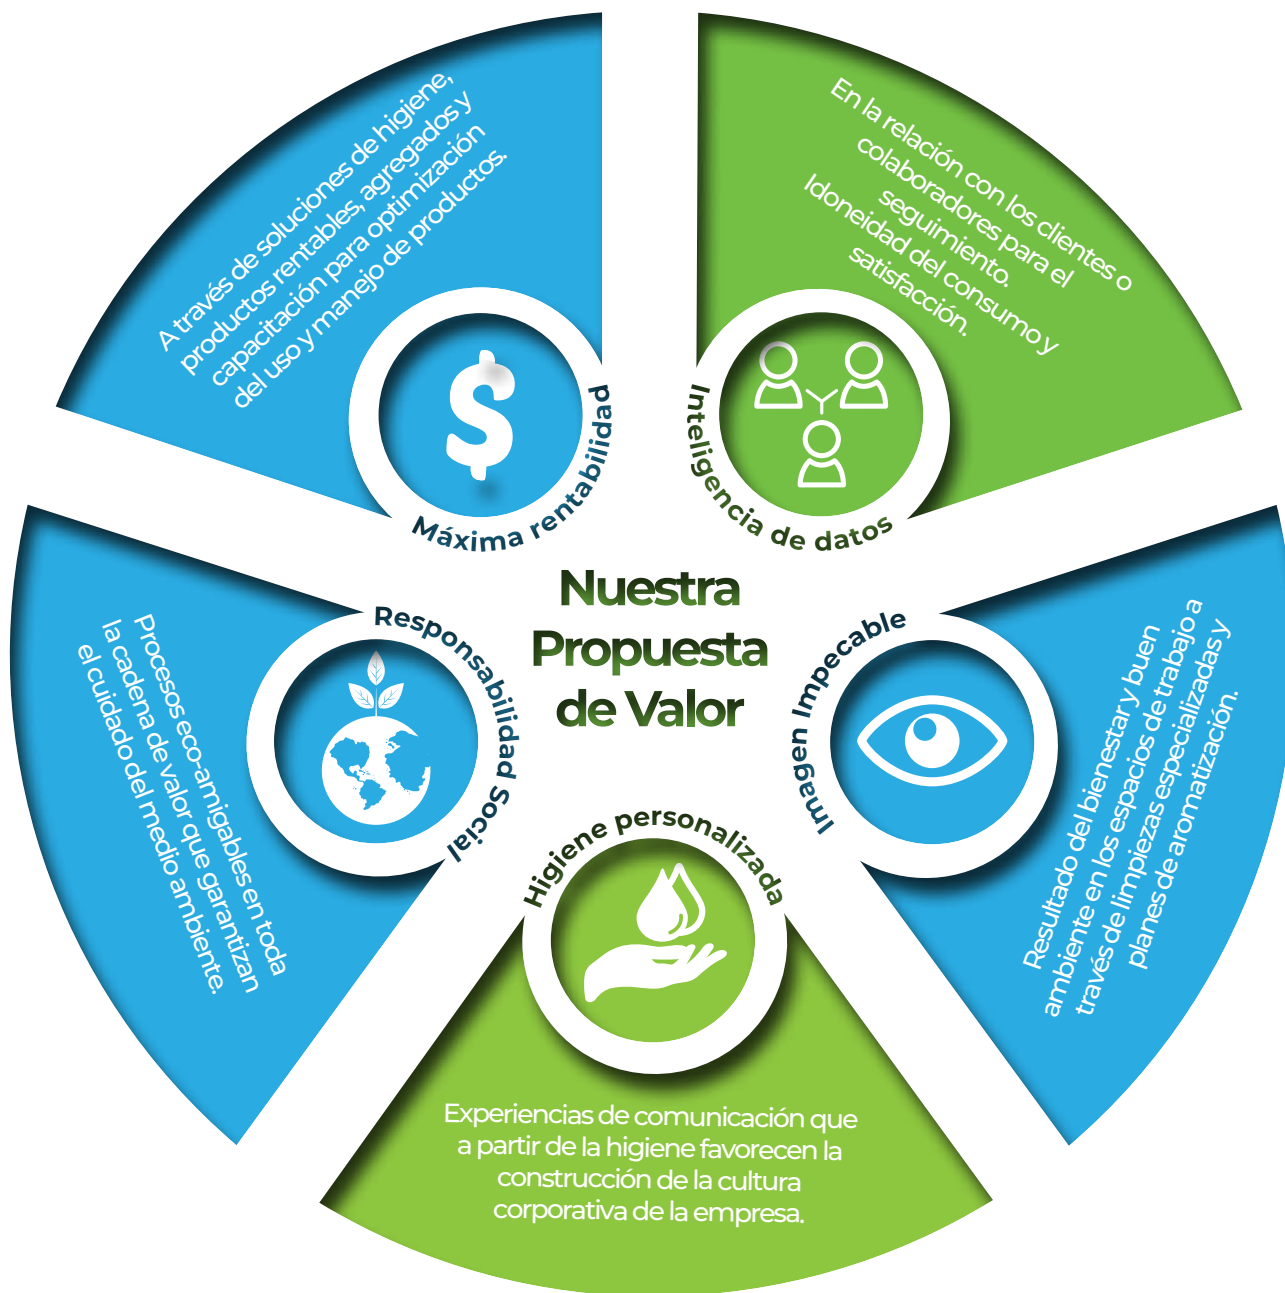 Nuestra
Propuesta
de Valor
A través de soluciones de higiene,
productos rentables, agregados y
capacitación para optimización
del uso y manejo de productos.
Máxima rentabilidad
En la relación con los clientes o
colaboradores para el
seguimiento.
Idoneidad del consumo y
satisfacción.
Inteligencia de datos
Imagen Impecable
Resultado del bienestar y buen
ambiente en los espacios de trabajo a
través de limpiezas especializadas y
planes de aromatización.
Higiene personalizada
Experiencias de comunicación que
a partir de la higiene favorecen la
construcción de la cultura
corporativa de la empresa.
Responsabilidad Social
Procesos eco-amigables en toda
la cadena de valor que garantizan
el cuidado del medio ambiente.